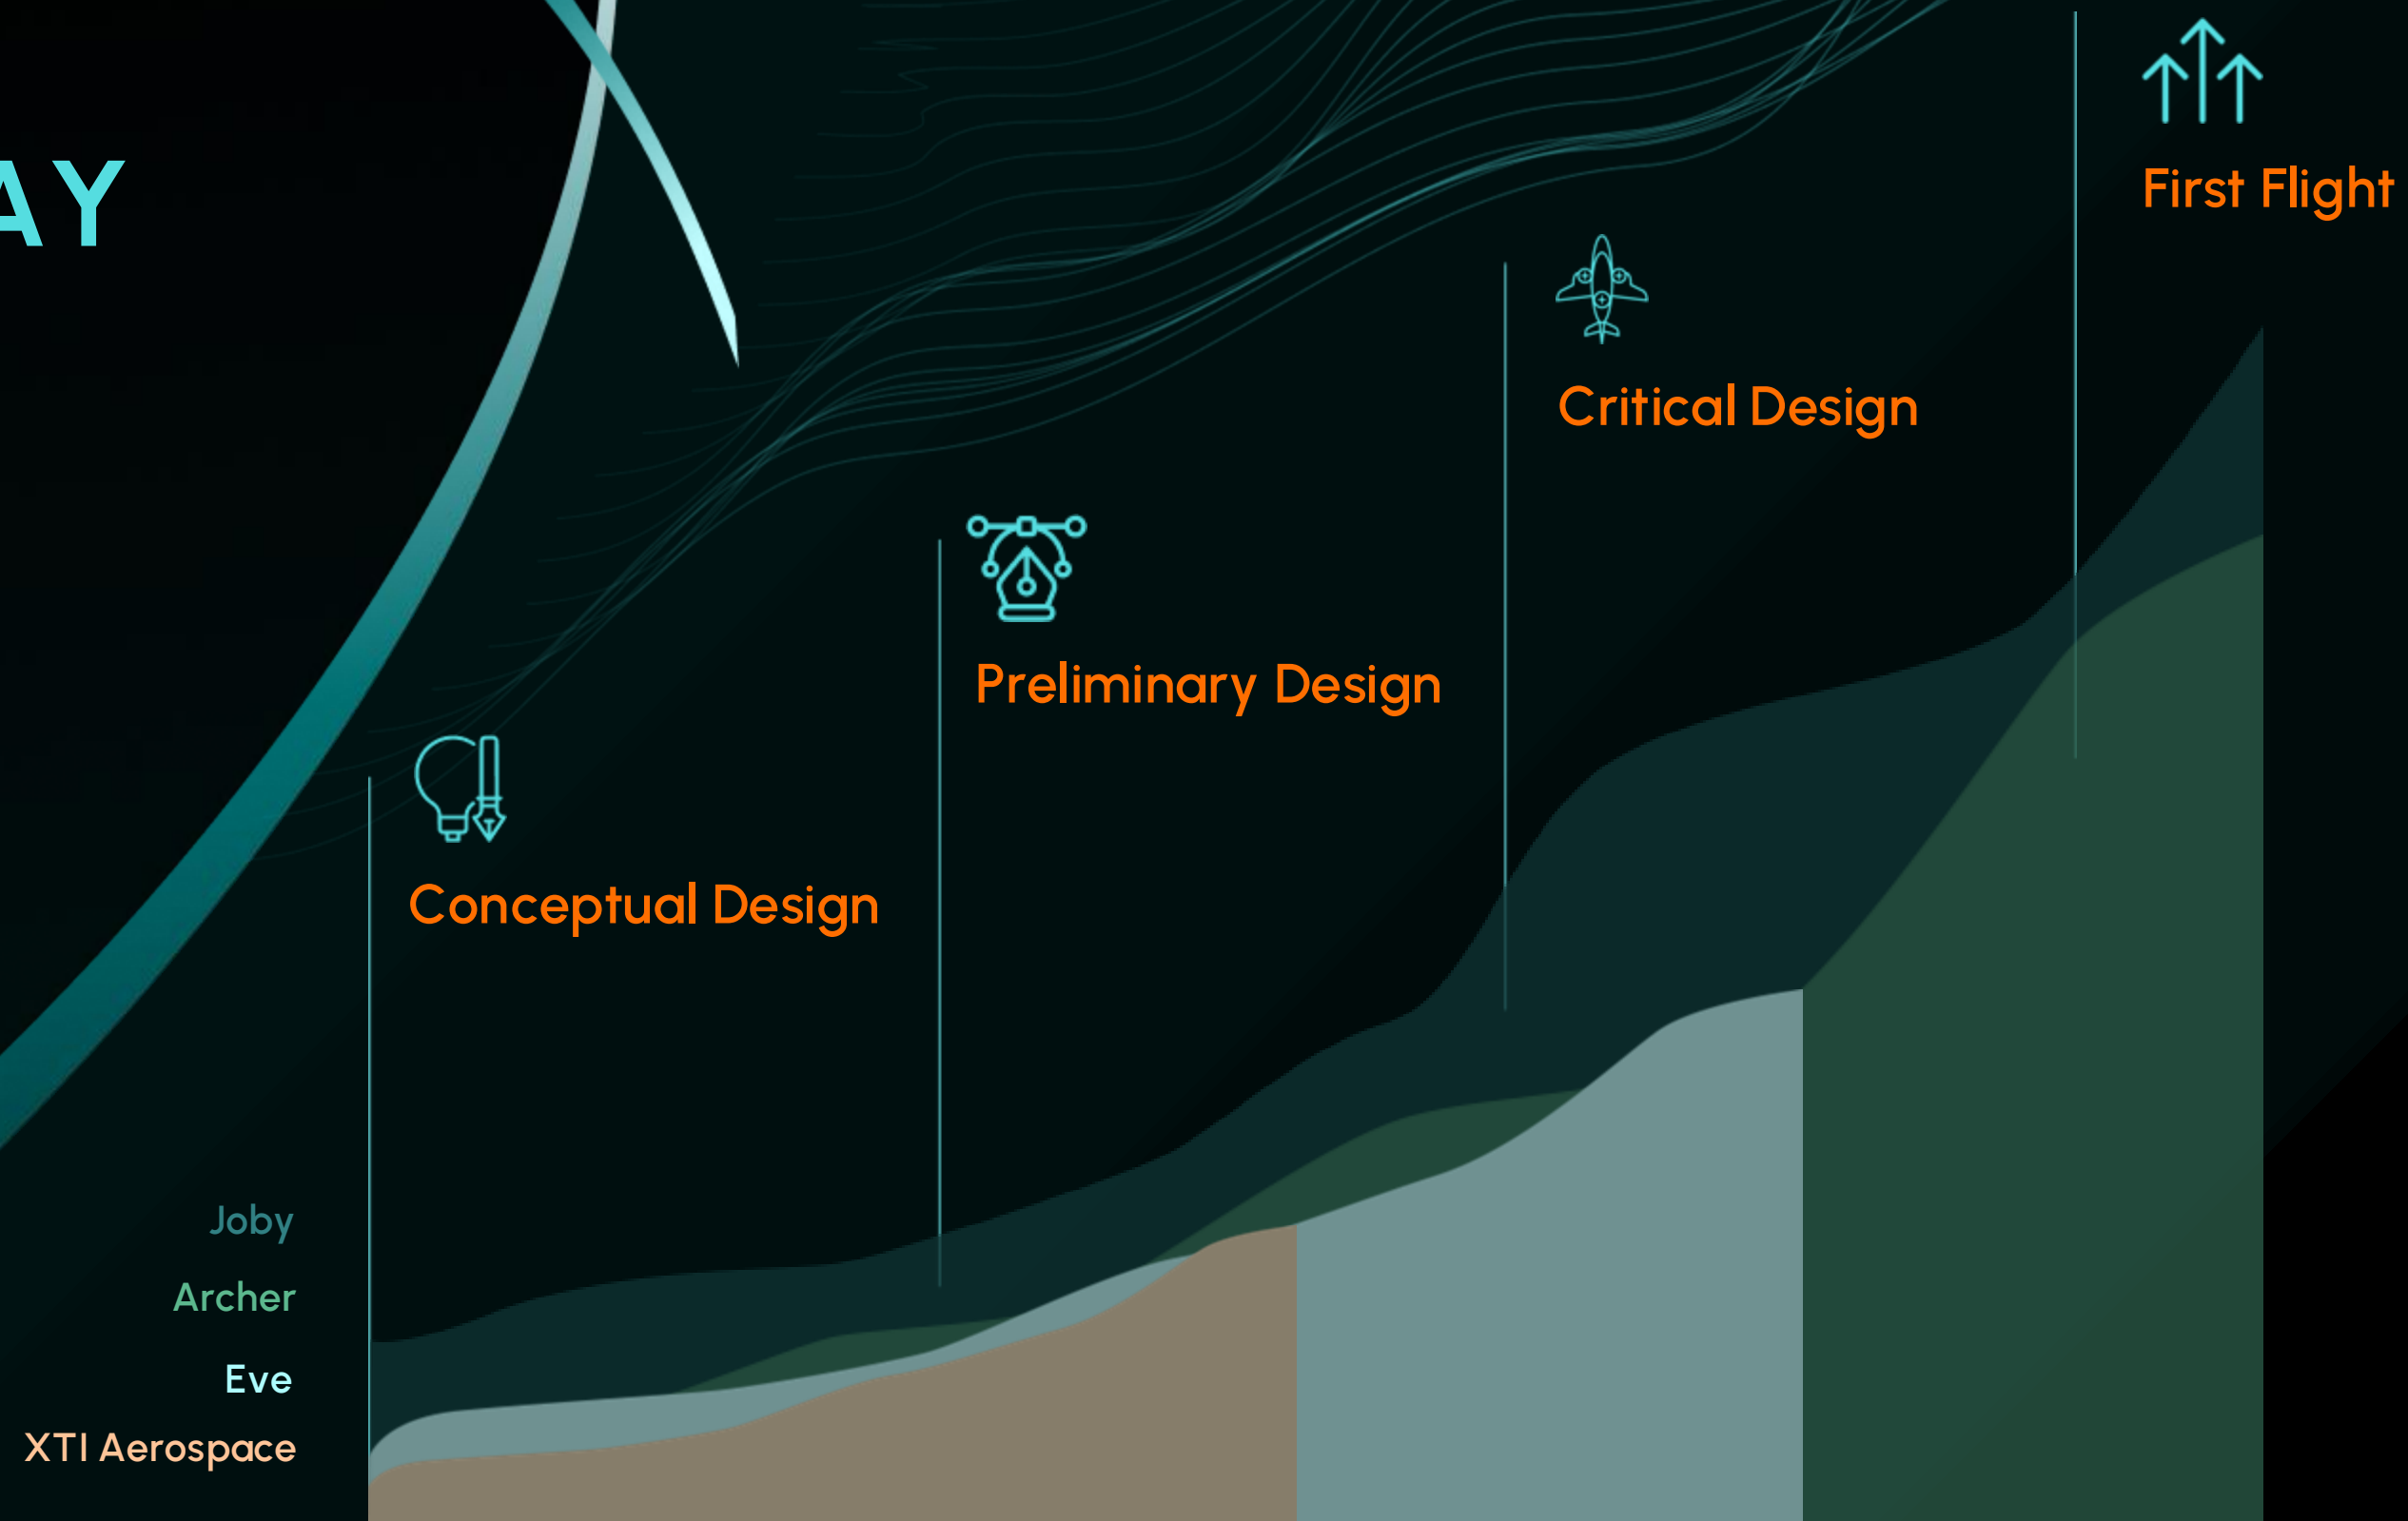 AY
First Flight
Critical Design
Preliminary Design
Conceptual Design
Joby
Archer
Eve
XTI Aerospace